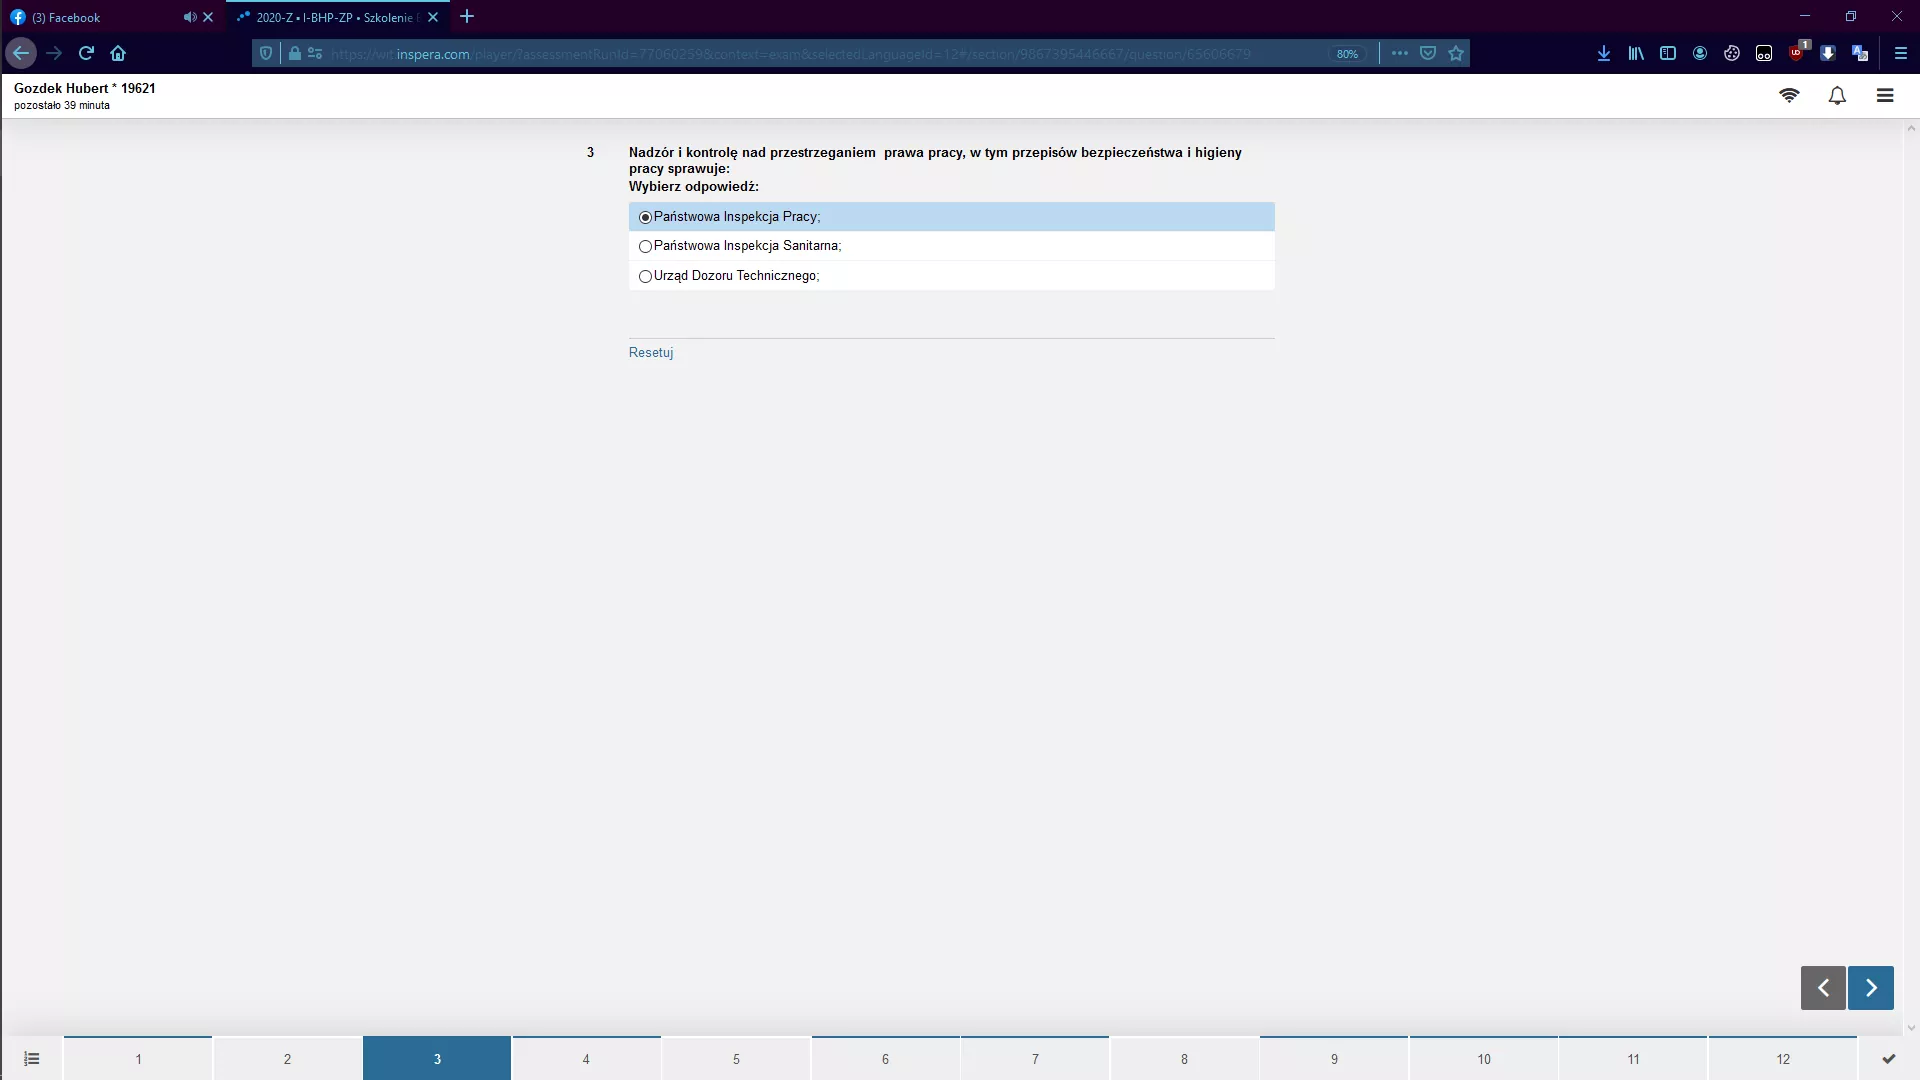 (3) Facebook
2020-Z • I-BHP-ZP • Szkolenie
https://wit.inspera.com/player/?assessmentRunId=77060259&context=exam&selectedLanguageId=12#/section/9867395446667/question/65606679
80%
1
Gozdek Hubert * 19621
pozostało 39 minuta
3 Nadzór i kontrolę nad przestrzeganiem prawa pracy, w tym przepisów bezpieczeństwa i higieny
pracy sprawuje:
Wybierz odpowiedź:
Państwowa Inspekcja Pracy;
Państwowa Inspekcja Sanitarna;
Urząd Dozoru Technicznego;
Resetuj
1 2 3 4 5 6 7 8 9 10 11 12